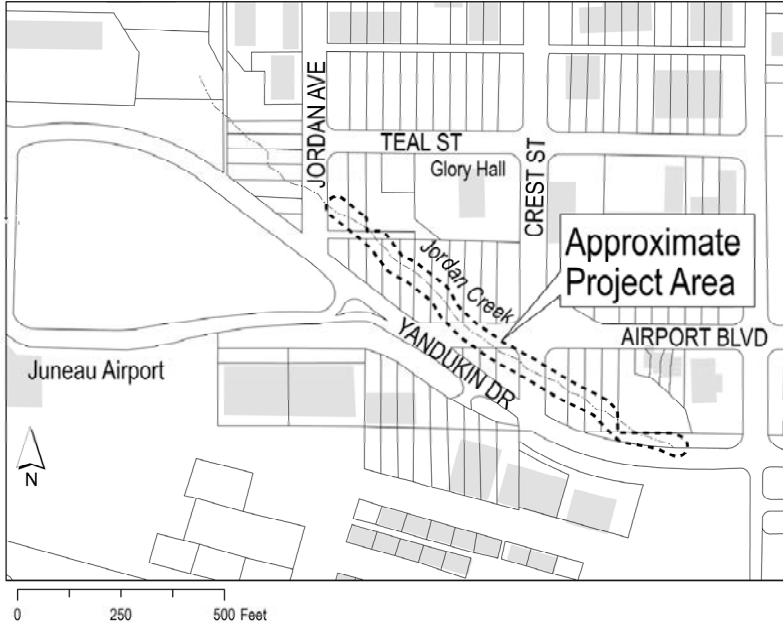 JORDAN AVE
TEAL ST
Glory Hall
CREST ST
Approximate
Project Area
Jordan Creek
AIRPORT BLVD
YANDUKIN DR
Juneau Airport
N
0 250 500 Feet